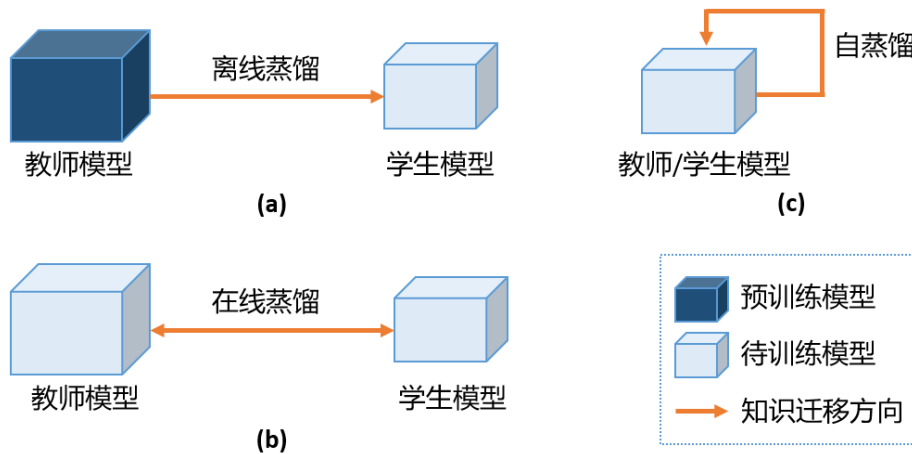 离线蒸馏
教师模型
学生模型
(a)
自蒸馏
教师/学生模型
(c)
在线蒸馏
教师模型
学生模型
(b)
预训练模型
待训练模型
知识迁移方向